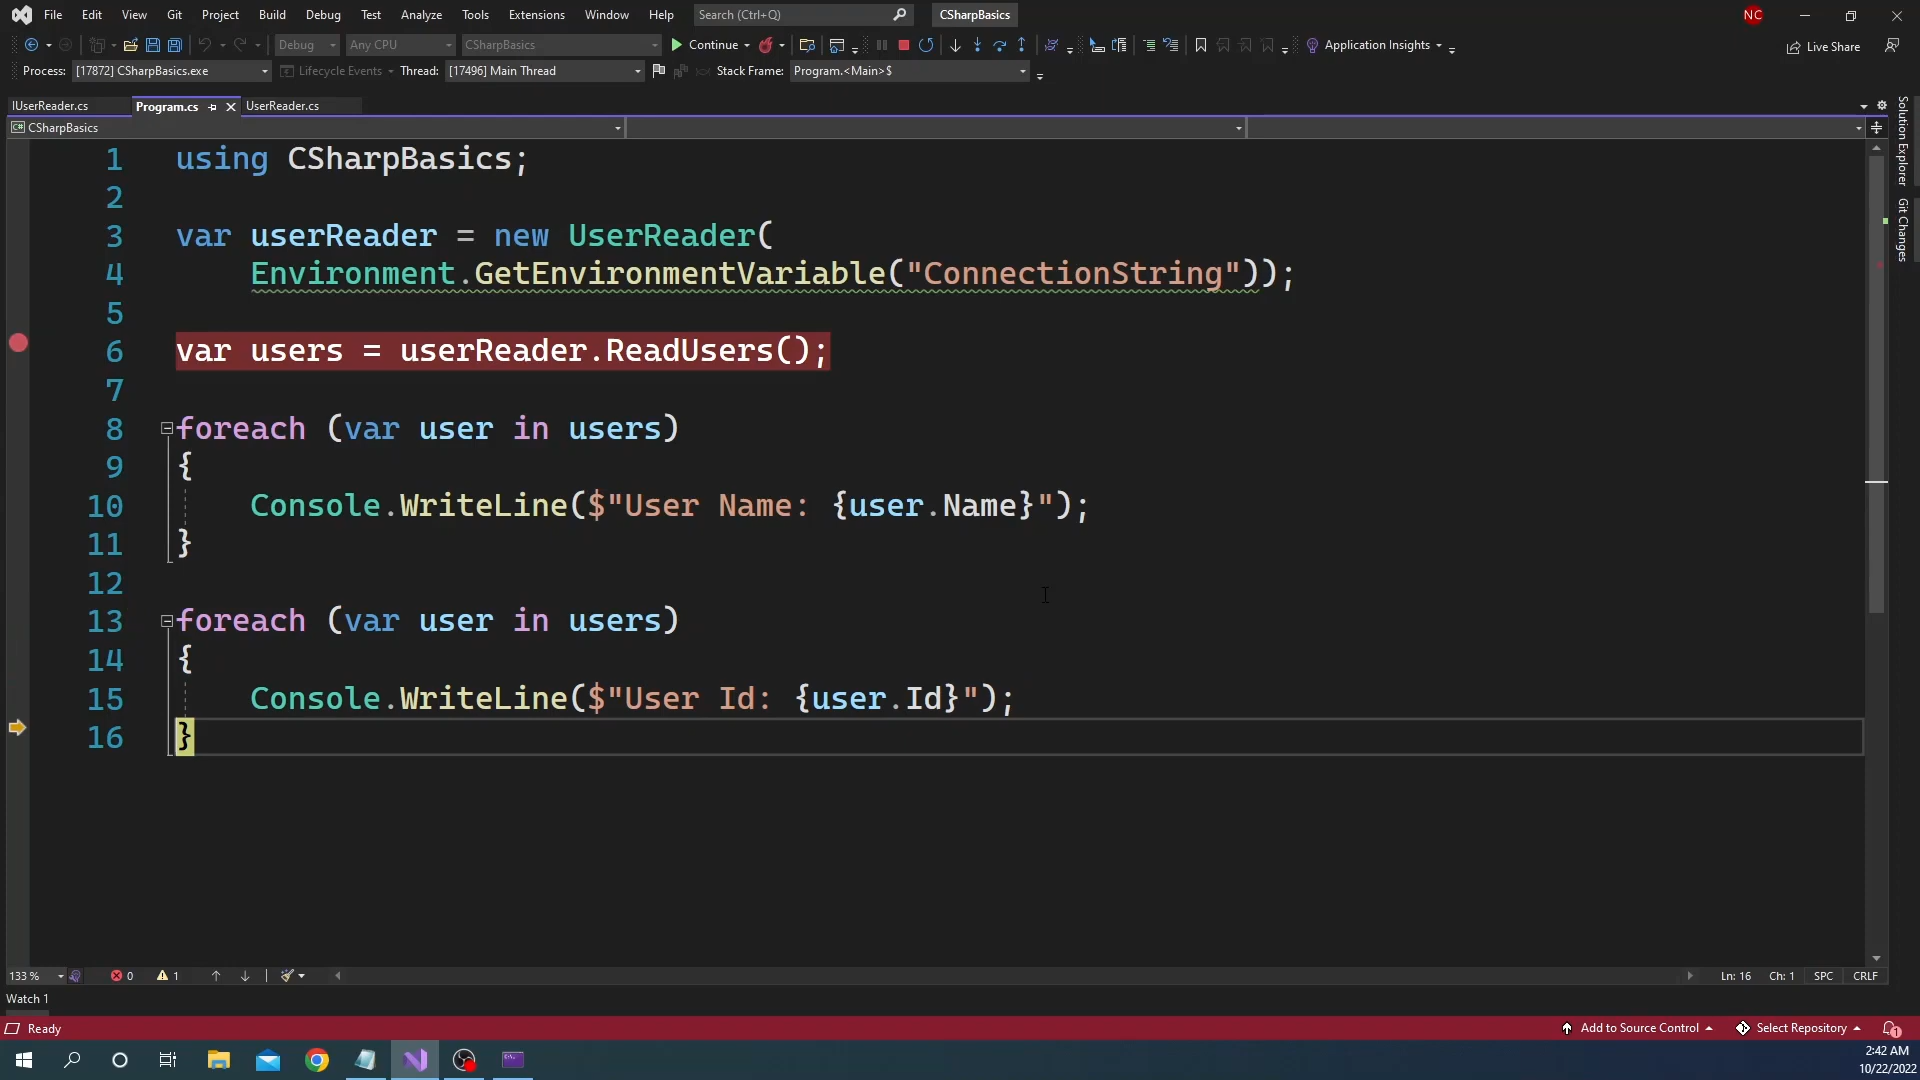 File Edit View Git Project Build Debug Test Analyze Tools Extensions Window Help Search (Ctrl+Q) CSharpBasics NC
Debug Any CPU CSharpBasics Continue Application Insights Live Share
Process: [17872] CSharpBasics.exe Lifecycle Events Thread: [17496] Main Thread Stack Frame: Program.<Main>$
IUserReader.cs Program.cs UserReader.cs
C# CSharpBasics
1 using CSharpBasics;
2
3 var userReader = new UserReader(
4 Environment.GetEnvironmentVariable("ConnectionString"));
5
6 var users = userReader.ReadUsers();
7
8 foreach (var user in users)
9 {
10 Console.WriteLine($"User Name: {user.Name}");
11 }
12
13 foreach (var user in users)
14 {
15 Console.WriteLine($"User Id: {user.Id}");
16 }
Solution Explorer
Git Changes
133 % 0 1 Ln: 16 Ch: 1 SPC CRLF
Watch 1
Ready Add to Source Control Select Repository 1
2:42 AM
10/22/2022